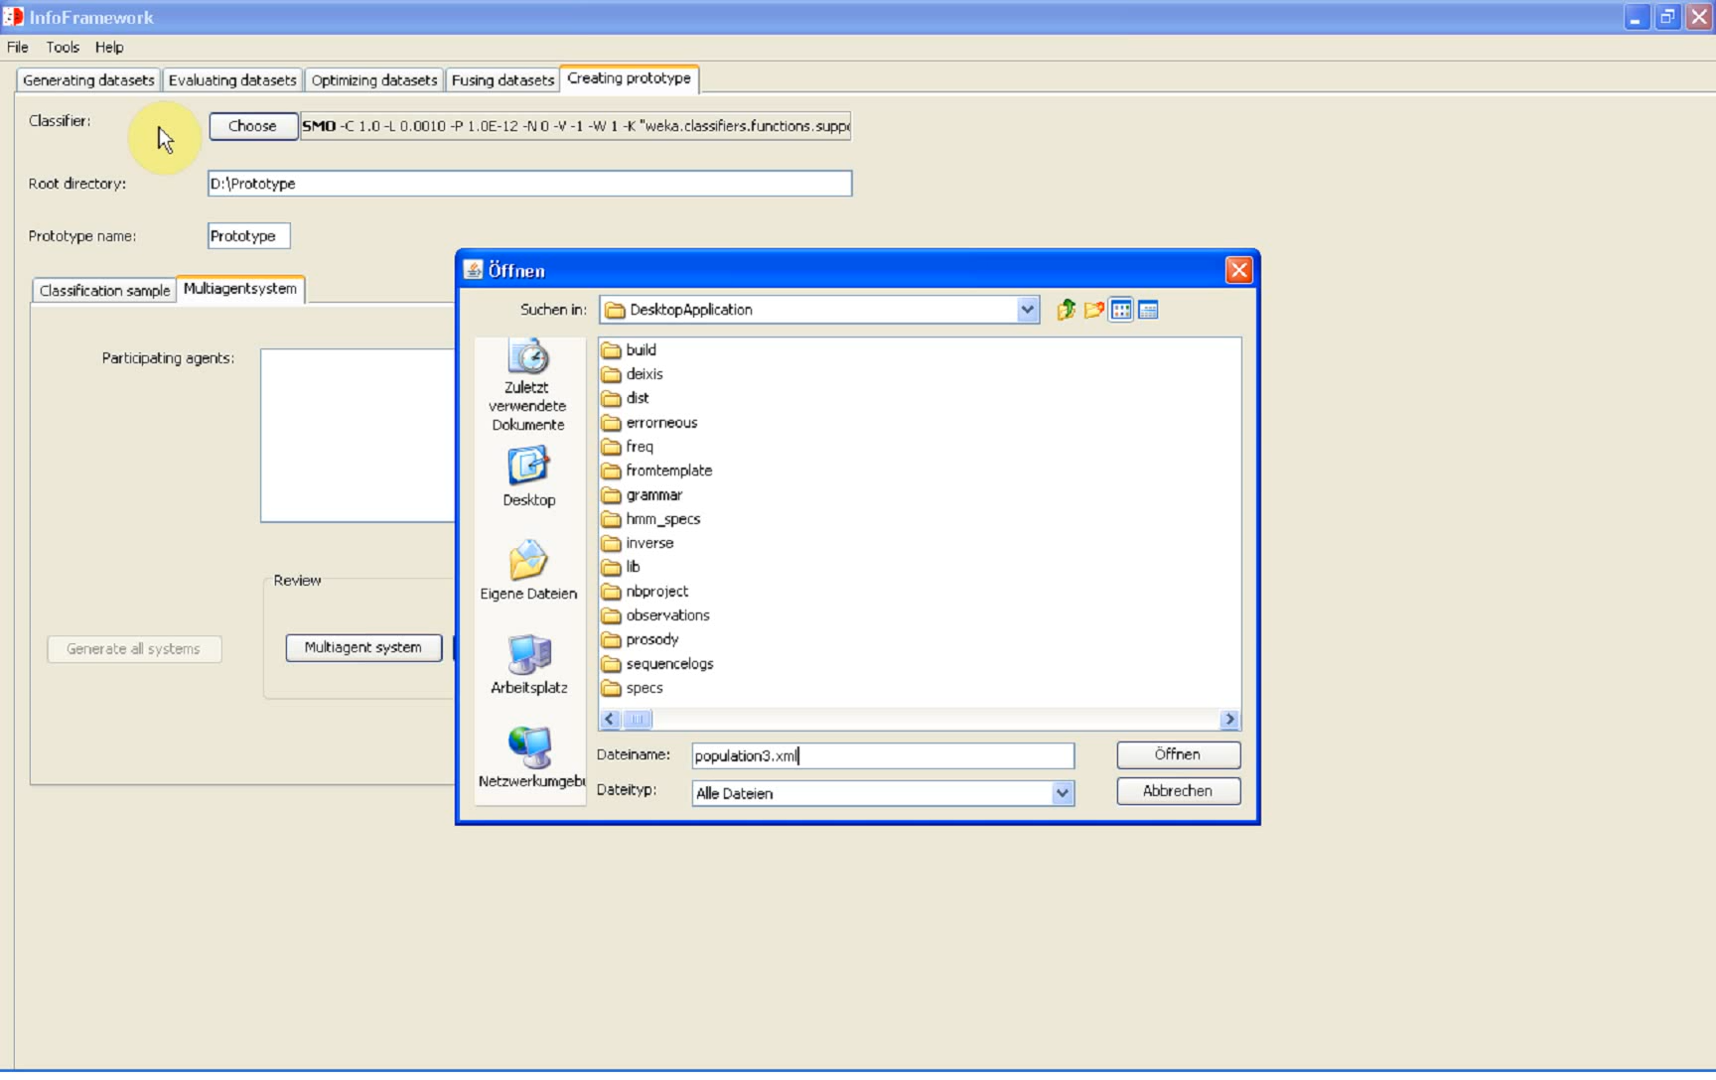 InfoFramework
File Tools Help
Generating datasets Evaluating datasets Optimizing datasets Fusing datasets Creating prototype
Classifier:
Choose
SMO -C 1.0 -L 0.0010 -P 1.0E-12 -N 0 -V -1 -W 1 -K "weka.classifiers.functions.suppo
Root directory:
D:\Prototype
Prototype name:
Prototype
Classification sample Multiagentsystem
Participating agents:
Review
Generate all systems
Multiagent system
Öffnen
Suchen in:
DesktopApplication
Zuletzt
verwendete
Dokumente
Desktop
Eigene Dateien
Arbeitsplatz
Netzwerkumgebu
build
deixis
dist
errorneous
freq
fromtemplate
grammar
hmm_specs
inverse
lib
nbproject
observations
prosody
sequencelogs
specs
Dateiname:
population3.xml
Öffnen
Dateityp:
Alle Dateien
Abbrechen